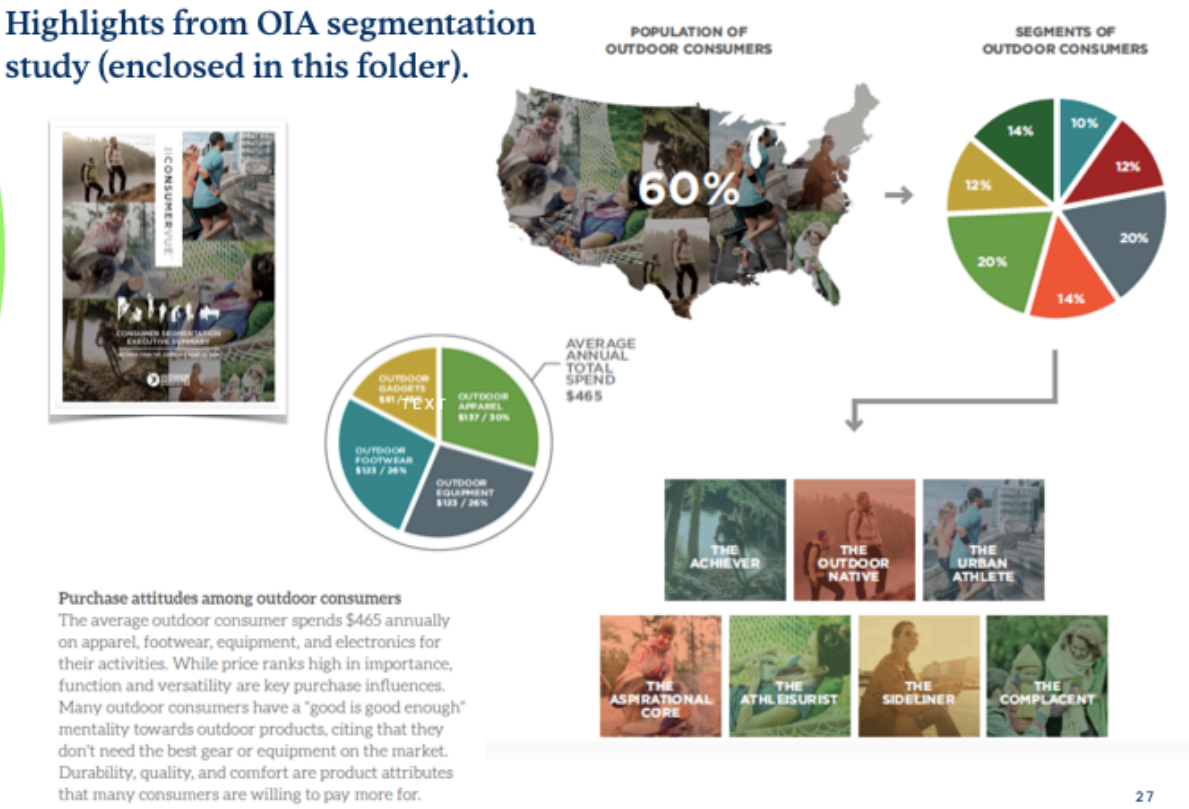 Highlights from OIA segmentation
study (enclosed in this folder).
CONSUMERVUE
CONSUMER SEGMENTATION
EXECUTIVE SUMMARY
POPULATION OF
OUTDOOR CONSUMERS
60%
SEGMENTS OF
OUTDOOR CONSUMERS
10%
12%
20%
14%
20%
12%
14%
AVERAGE
ANNUAL
TOTAL
SPEND
$465
OUTDOOR
GADGETS
$81 /
TEXT
OUTDOOR
APPAREL
$137 / 30%
OUTDOOR
FOOTWEAR
$123 / 26%
OUTDOOR
EQUIPMENT
$123 / 26%
THE
ACHIEVER
THE
OUTDOOR
NATIVE
THE
URBAN
ATHLETE
THE
ASPIRATIONAL
CORE
THE
ATHLEISURIST
THE
SIDELINER
THE
COMPLACENT
Purchase attitudes among outdoor consumers
The average outdoor consumer spends $465 annually
on apparel, footwear, equipment, and electronics for
their activities. While price ranks high in importance,
function and versatility are key purchase influences.
Many outdoor consumers have a "good is good enough"
mentality towards outdoor products, citing that they
don't need the best gear or equipment on the market.
Durability, quality, and comfort are product attributes
that many consumers are willing to pay more for.
27